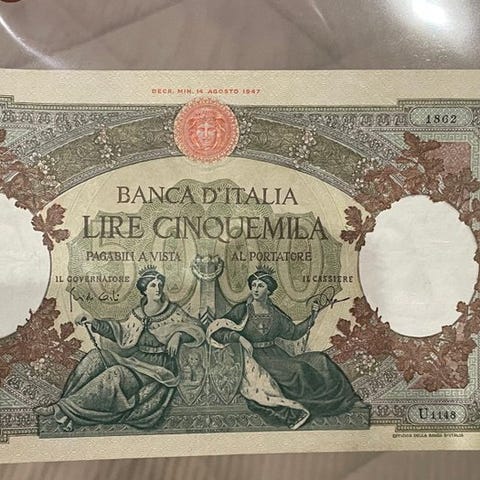 DECR. MIN. 14 AGOSTO 1947
1862
BANCA D'ITALIA
LIRE CINQUEMILA
5000
PAGABILI A VISTA AL PORTATORE
IL GOVERNATORE IL CASSIERE
U1148
OFFICINA DELLA BANCA D'ITALIA